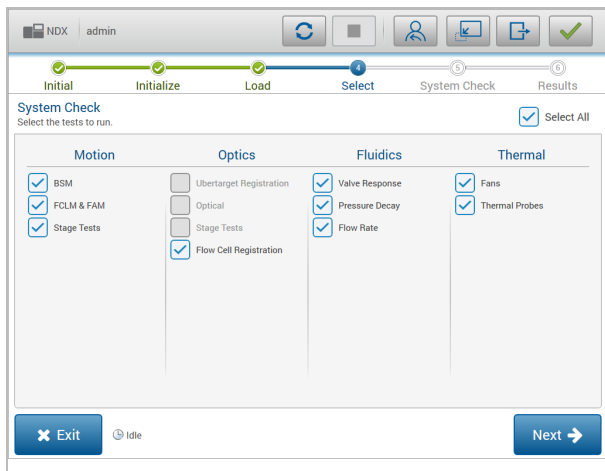 NDX admin
4 5 6
Initial Initialize Load Select System Check Results
System Check
Select the tests to run.
Select All
Motion Optics Fluidics Thermal
BSM Ubertarget Registration Valve Response Fans
FCLM & FAM Optical Pressure Decay Thermal Probes
Stage Tests Stage Tests Flow Rate
Flow Cell Registration
Exit Idle Next